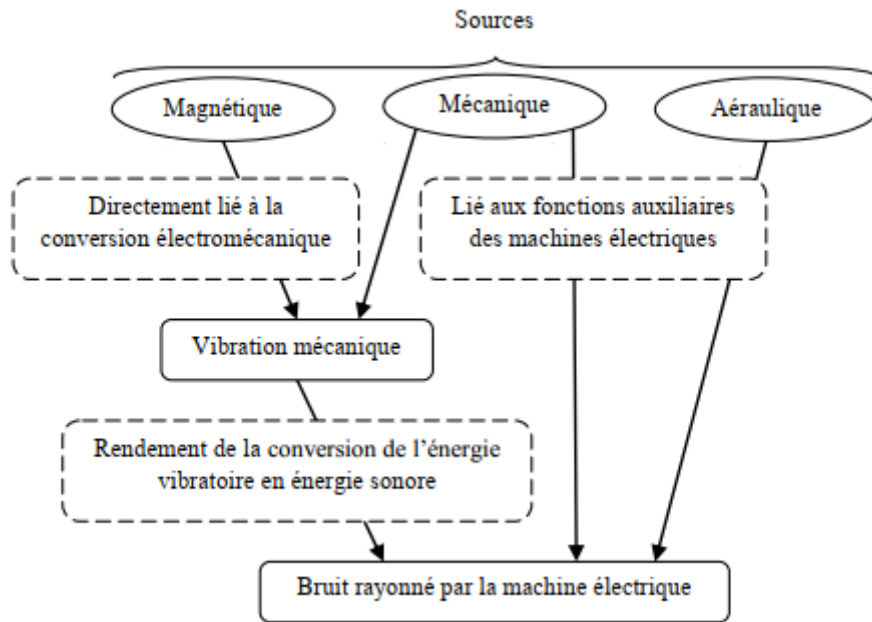 Sources
Magnétique
Mécanique
Aéraulique
Directement lié à la
conversion électromécanique
Lié aux fonctions auxiliaires
des machines électriques
Vibration mécanique
Rendement de la conversion de l'énergie
vibratoire en énergie sonore
Bruit rayonné par la machine électrique